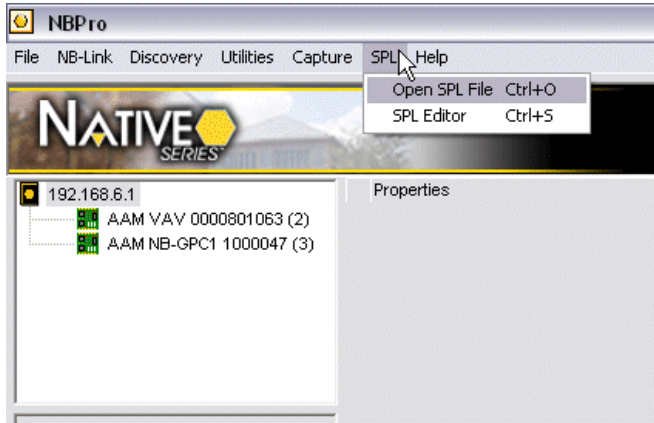 NBPro
File NB-Link Discovery Utilities Capture SPL Help
Open SPL File Ctrl+O
SPL Editor Ctrl+S
NATIVE
SERIES
192.168.6.1
Properties
AAM VAV 0000801063 (2)
AAM NB-GPC1 1000047 (3)